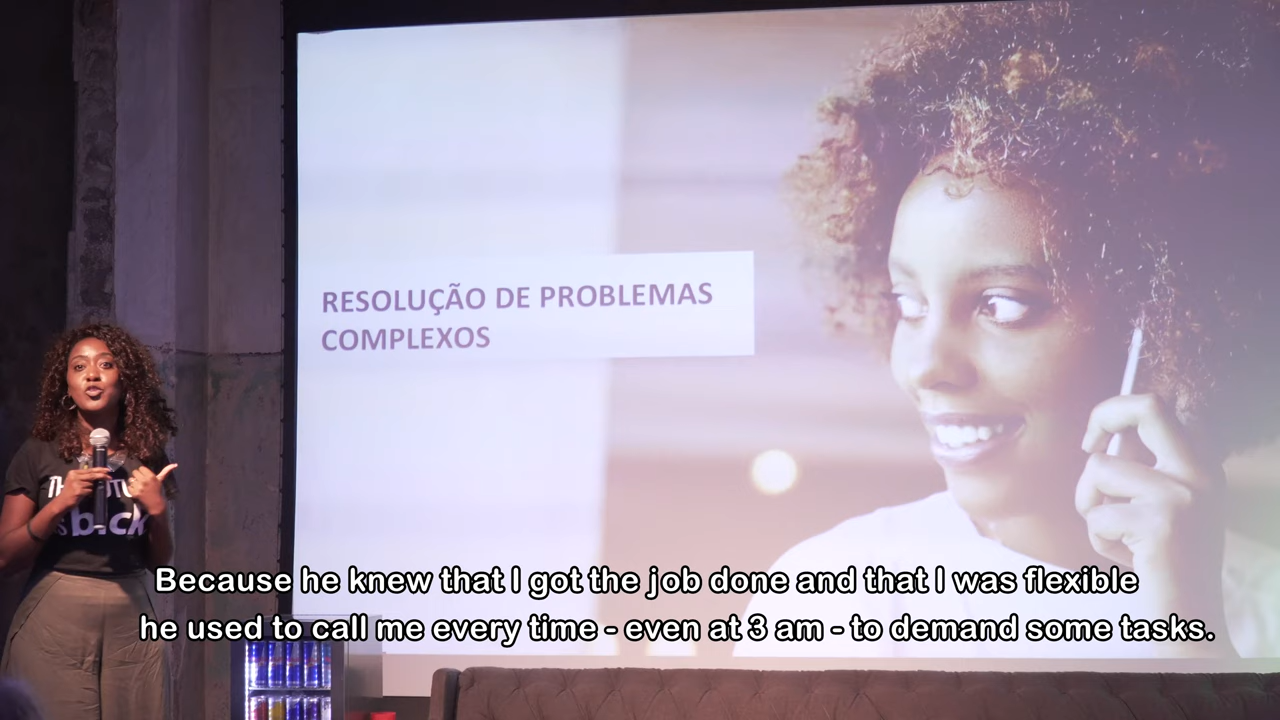 RESOLUÇÃO DE PROBLEMAS
COMPLEXOS
Because he knew that I got the job done and that I was flexible
he used to call me every time - even at 3 am - to demand some tasks.